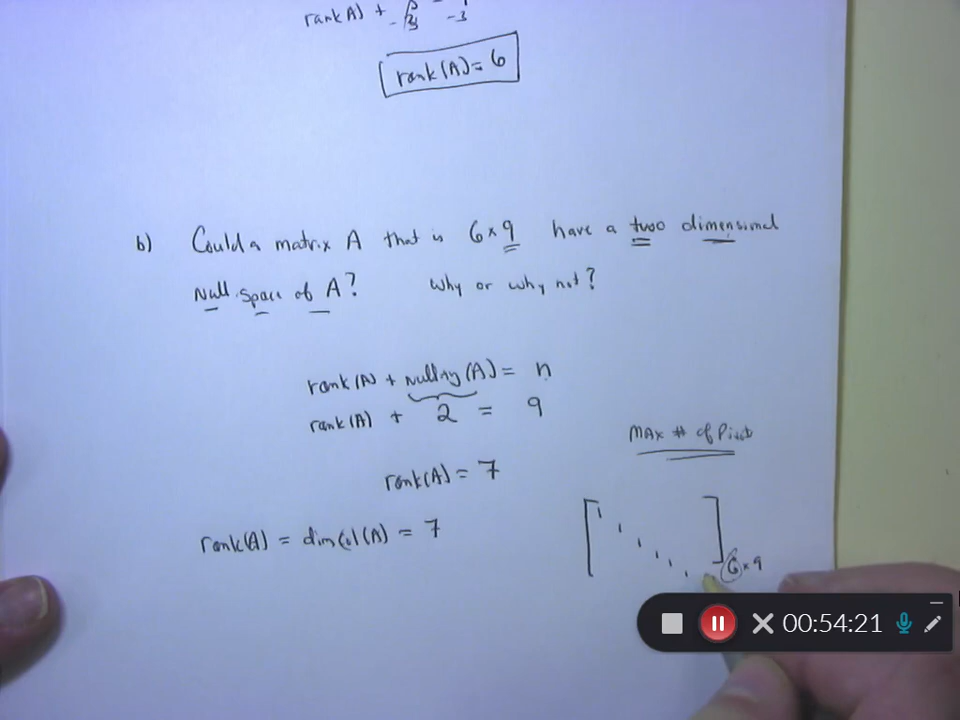 rank(A) + -3 -3
rank(A) = 6
b) Could a matrix A that is 6×9 have a two dimensional
Null space of A? Why or why not?
rank(A) + nullity(A) = n
rank(A) + 2 = 9
Max # of Pivot
rank(A) = 7
rank(A) = dim Col(A) = 7
6×9
00:54:21